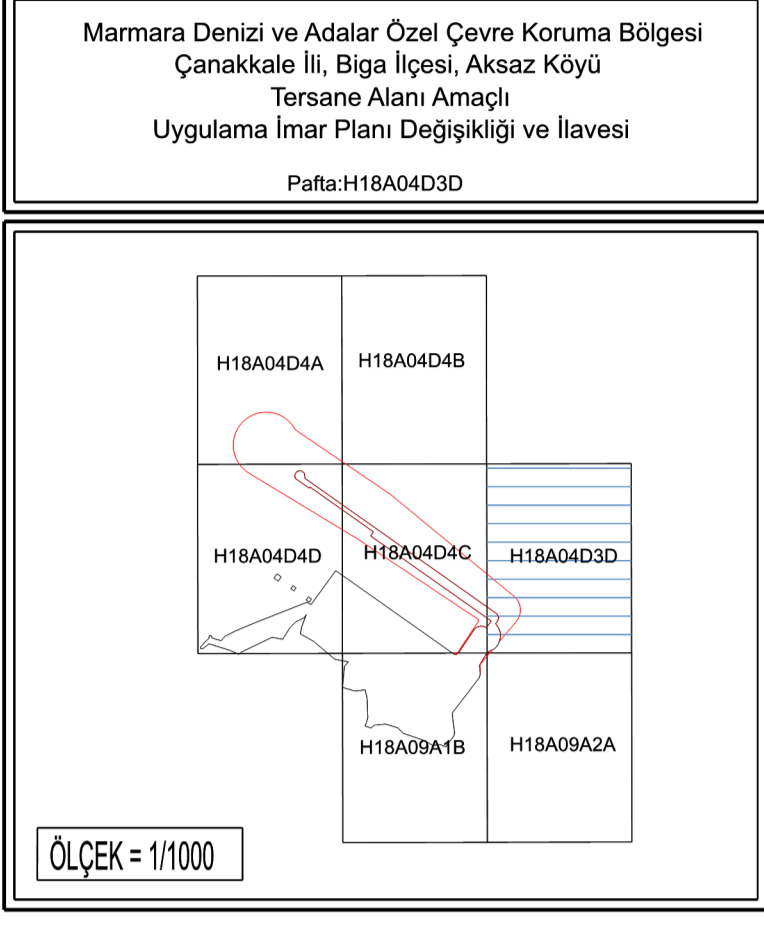 Marmara Denizi ve Adalar Özel Çevre Koruma Bölgesi
Çanakkale İli, Biga İlçesi, Aksaz Köyü
Tersane Alanı Amaçlı
Uygulama İmar Planı Değişikliği ve İlavesi
Pafta:H18A04D3D
H18A04D4A
H18A04D4B
H18A04D4D
H18A04D4C
H18A04D3D
H18A09A1B
H18A09A2A
ÖLÇEK = 1/1000